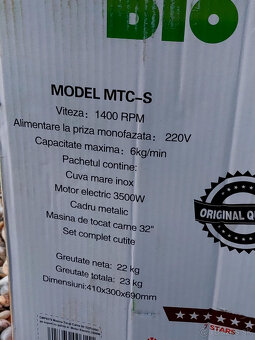 BIO
MODEL MTC-S
Viteza: 1400 RPM
Alimentare la priza monofazata: 220V
Capacitate maxima: 6kg/min
Pachetul contine:
Cuva mare inox
Motor electric 3500W
Cadru metalic
Masina de tocat carne 32"
Set complet cutite
Greutate neta: 22 kg
Greutate totala: 23 kg
Dimensiuni:410x300x690mm
ORIGINAL QU
7 STARS